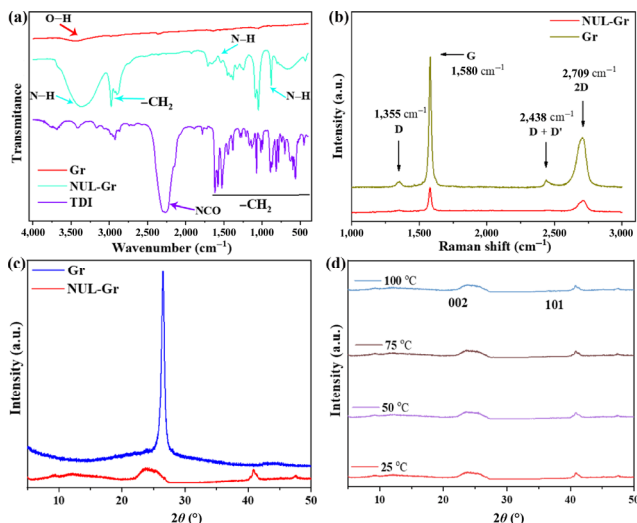 (a)
O−H
N−H
N−H
−CH2
N−H
Gr
NUL-Gr
TDI
NCO
−CH2
Transmitance
4,000 3,500 3,000 2,500 2,000 1,500 1,000 500
Wavenumber (cm−1)
(b)
NUL-Gr
Gr
G
1,580 cm−1
2,709 cm−1
2D
2,438 cm−1
D + D'
1,355 cm−1
D
Intensity (a.u.)
1,000 1,500 2,000 2,500 3,000
Raman shift (cm−1)
(c)
Gr
NUL-Gr
Intensity (a.u.)
10 20 30 40 50
2θ (°)
(d)
100 °C
002
101
75 °C
50 °C
25 °C
Intensity (a.u.)
10 20 30 40 50
2θ (°)